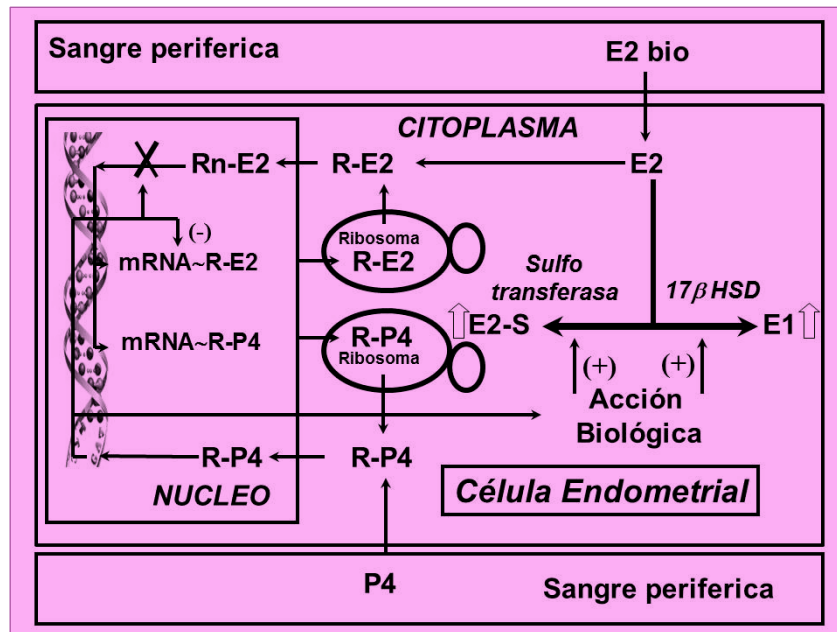 Sangre periferica
E2 bio
CITOPLASMA
Rn-E2
R-E2
E2
(-)
mRNA~R-E2
Ribosoma
R-E2
Sulfo
transferasa
17β HSD
mRNA~R-P4
R-P4
Ribosoma
E2-S
E1
(+)
(+)
Acción
Biológica
R-P4
R-P4
NUCLEO
Célula Endometrial
P4
Sangre periferica